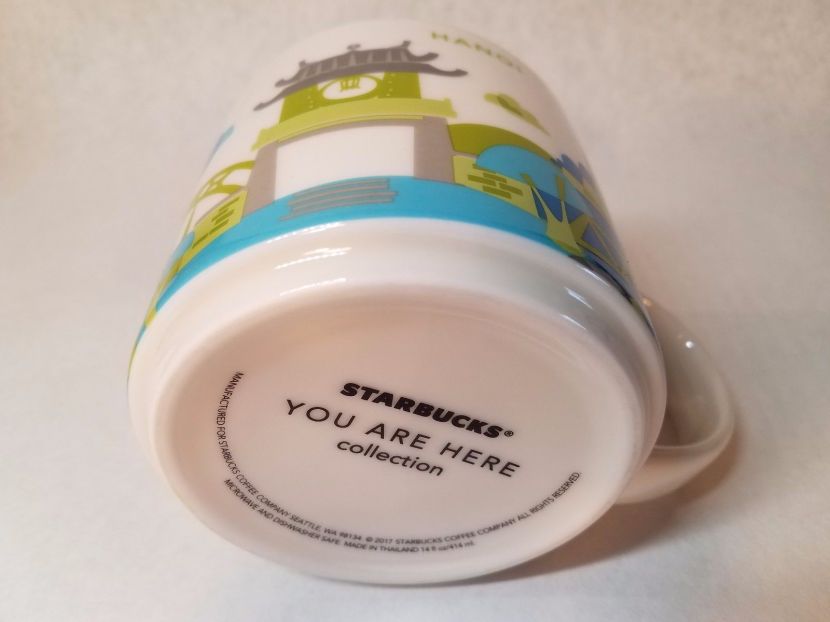 HANOI
STARBUCKS®
YOU ARE HERE
collection
MANUFACTURED FOR STARBUCKS COFFEE COMPANY SEATTLE, WA 98134 © 2017 STARBUCKS COFFEE COMPANY ALL RIGHTS RESERVED.
MICROWAVE AND DISHWASHER SAFE. MADE IN THAILAND 14 fl oz/414 ml